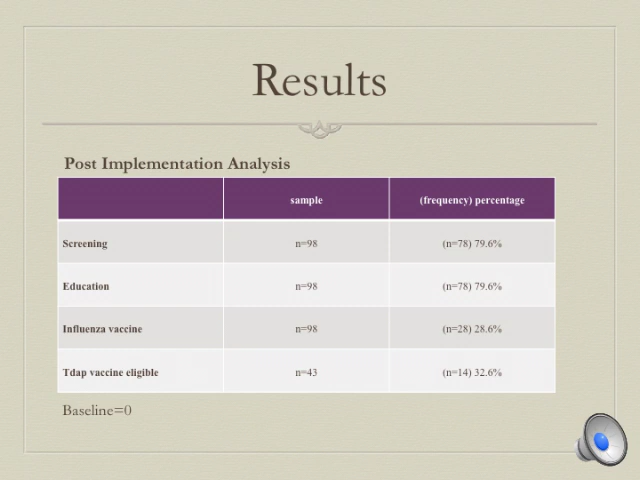 Results
Post Implementation Analysis
sample (frequency) percentage
Screening n=98 (n=78) 79.6%
Education n=98 (n=78) 79.6%
Influenza vaccine n=98 (n=28) 28.6%
Tdap vaccine eligible n=43 (n=14) 32.6%
Baseline=0